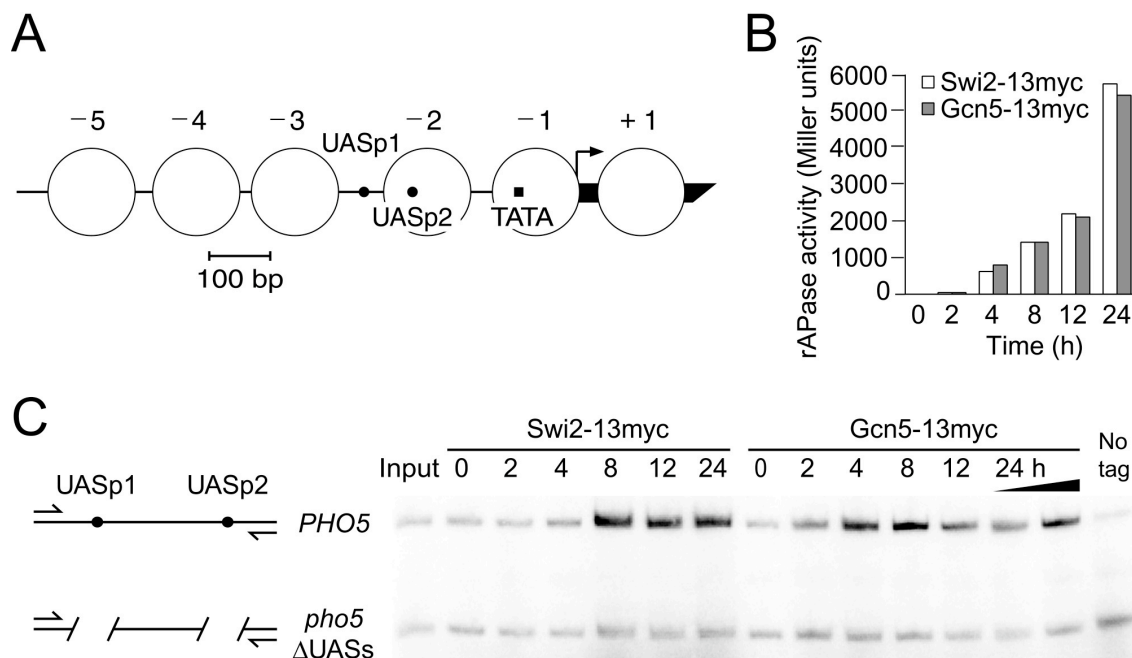 A
−5 −4 −3 −2 −1 +1
UASp1
UASp2 TATA
100 bp
B
rAPase activity (Miller units)
6000
5000
4000
3000
2000
1000
0
Swi2-13myc
Gcn5-13myc
0 2 4 8 12 24
Time (h)
C
Swi2-13myc Gcn5-13myc No tag
Input 0 2 4 8 12 24 0 2 4 8 12 24 h
UASp1 UASp2
PHO5
pho5
ΔUASs